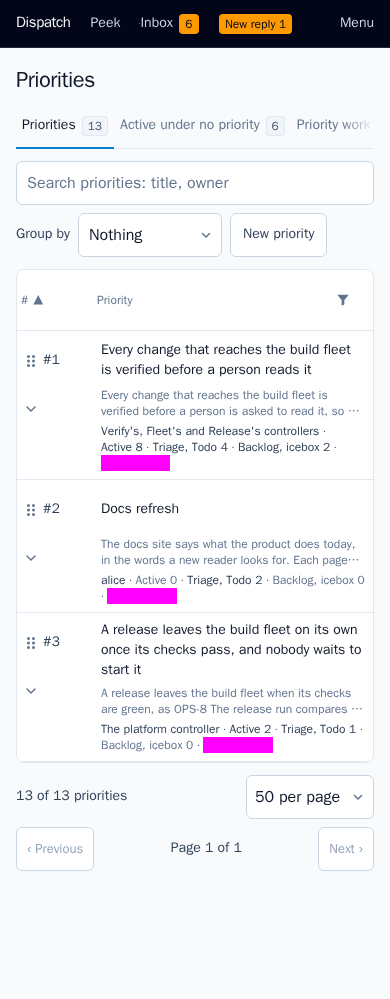 Dispatch Peek Inbox 6 New reply 1 Menu
Priorities
Priorities 13 Active under no priority 6 Priority work
Search priorities: title, owner
Group by Nothing New priority
# ▲ Priority
#1 Every change that reaches the build fleet
is verified before a person reads it
Every change that reaches the build fleet is
verified before a person is asked to read it, so ···
Verify's, Fleet's and Release's controllers ·
Active 8 · Triage, Todo 4 · Backlog, icebox 2 ·
#2 Docs refresh
The docs site says what the product does today,
in the words a new reader looks for. Each page···
alice · Active 0 · Triage, Todo 2 · Backlog, icebox 0
·
#3 A release leaves the build fleet on its own
once its checks pass, and nobody waits to
start it
A release leaves the build fleet when its checks
are green, as OPS-8 The release run compares ···
The platform controller · Active 2 · Triage, Todo 1 ·
Backlog, icebox 0 ·
13 of 13 priorities 50 per page
‹ Previous Page 1 of 1 Next ›